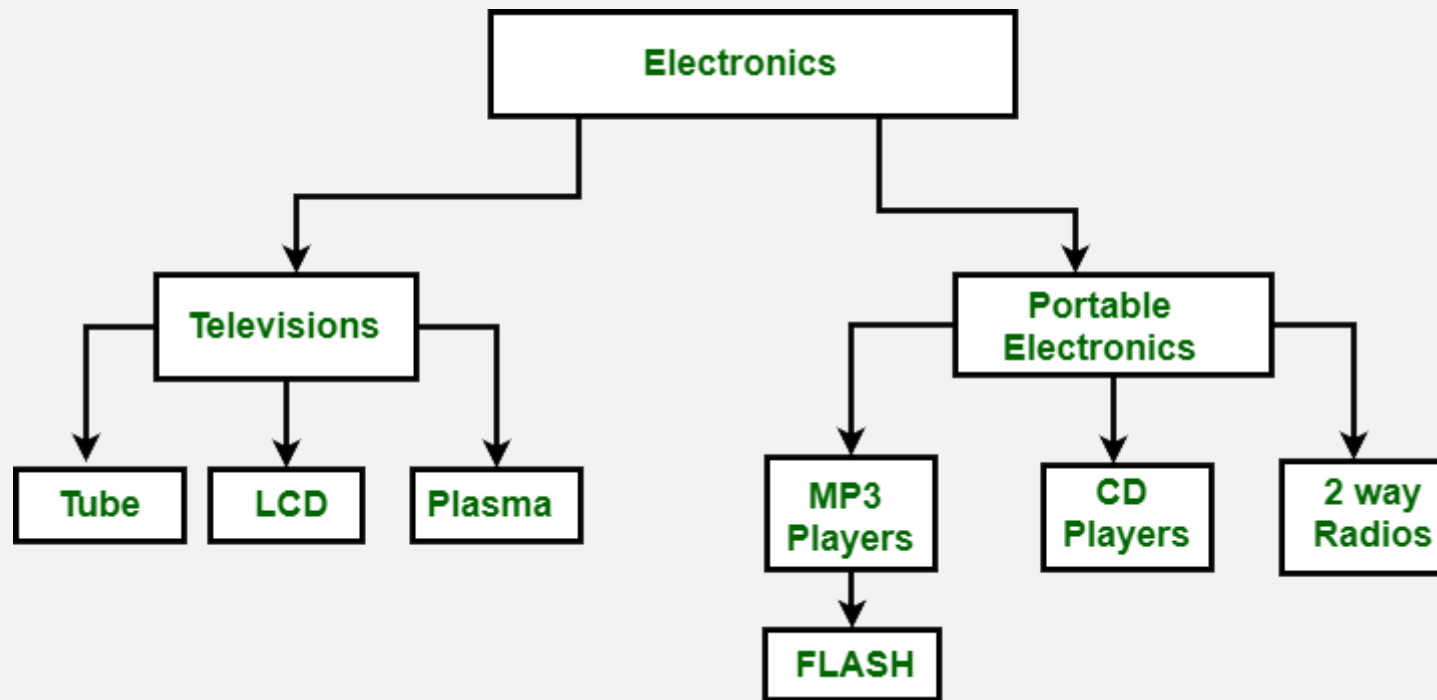 Electronics
Televisions
Portable
Electronics
Tube
LCD
Plasma
MP3
Players
CD
Players
2 way
Radios
FLASH